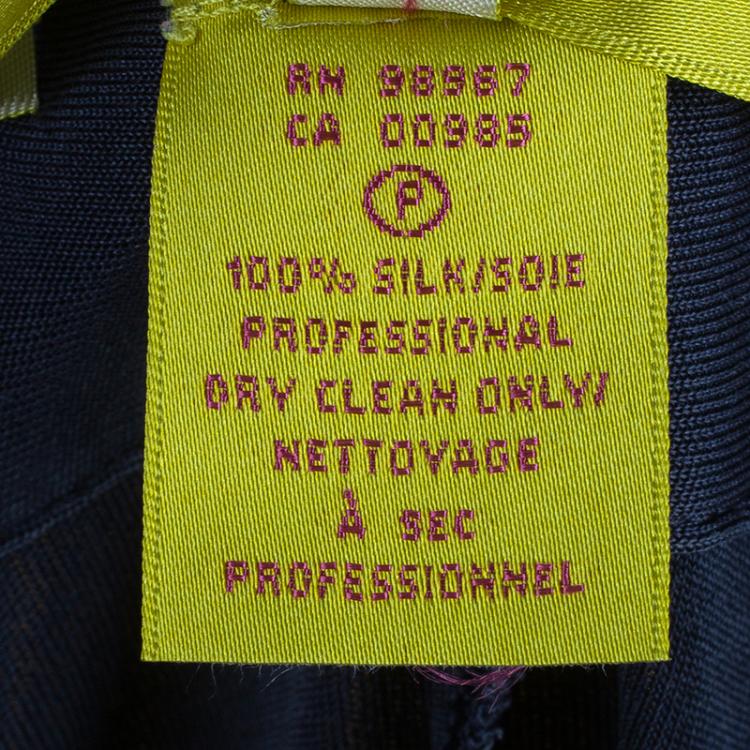 RN 98967
CA 00985
P
100% SILK/SOIE
PROFESSIONAL
DRY CLEAN ONLY/
NETTOYAGE
À SEC
PROFESSIONNEL